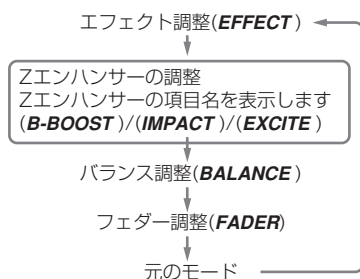 エフェクト調整(EFFECT )
Zエンハンサーの調整
Zエンハンサーの項目名を表示します
(B-BOOST )/(IMPACT )/(EXCITE )
バランス調整(BALANCE )
フェダー調整(FADER)
元のモード